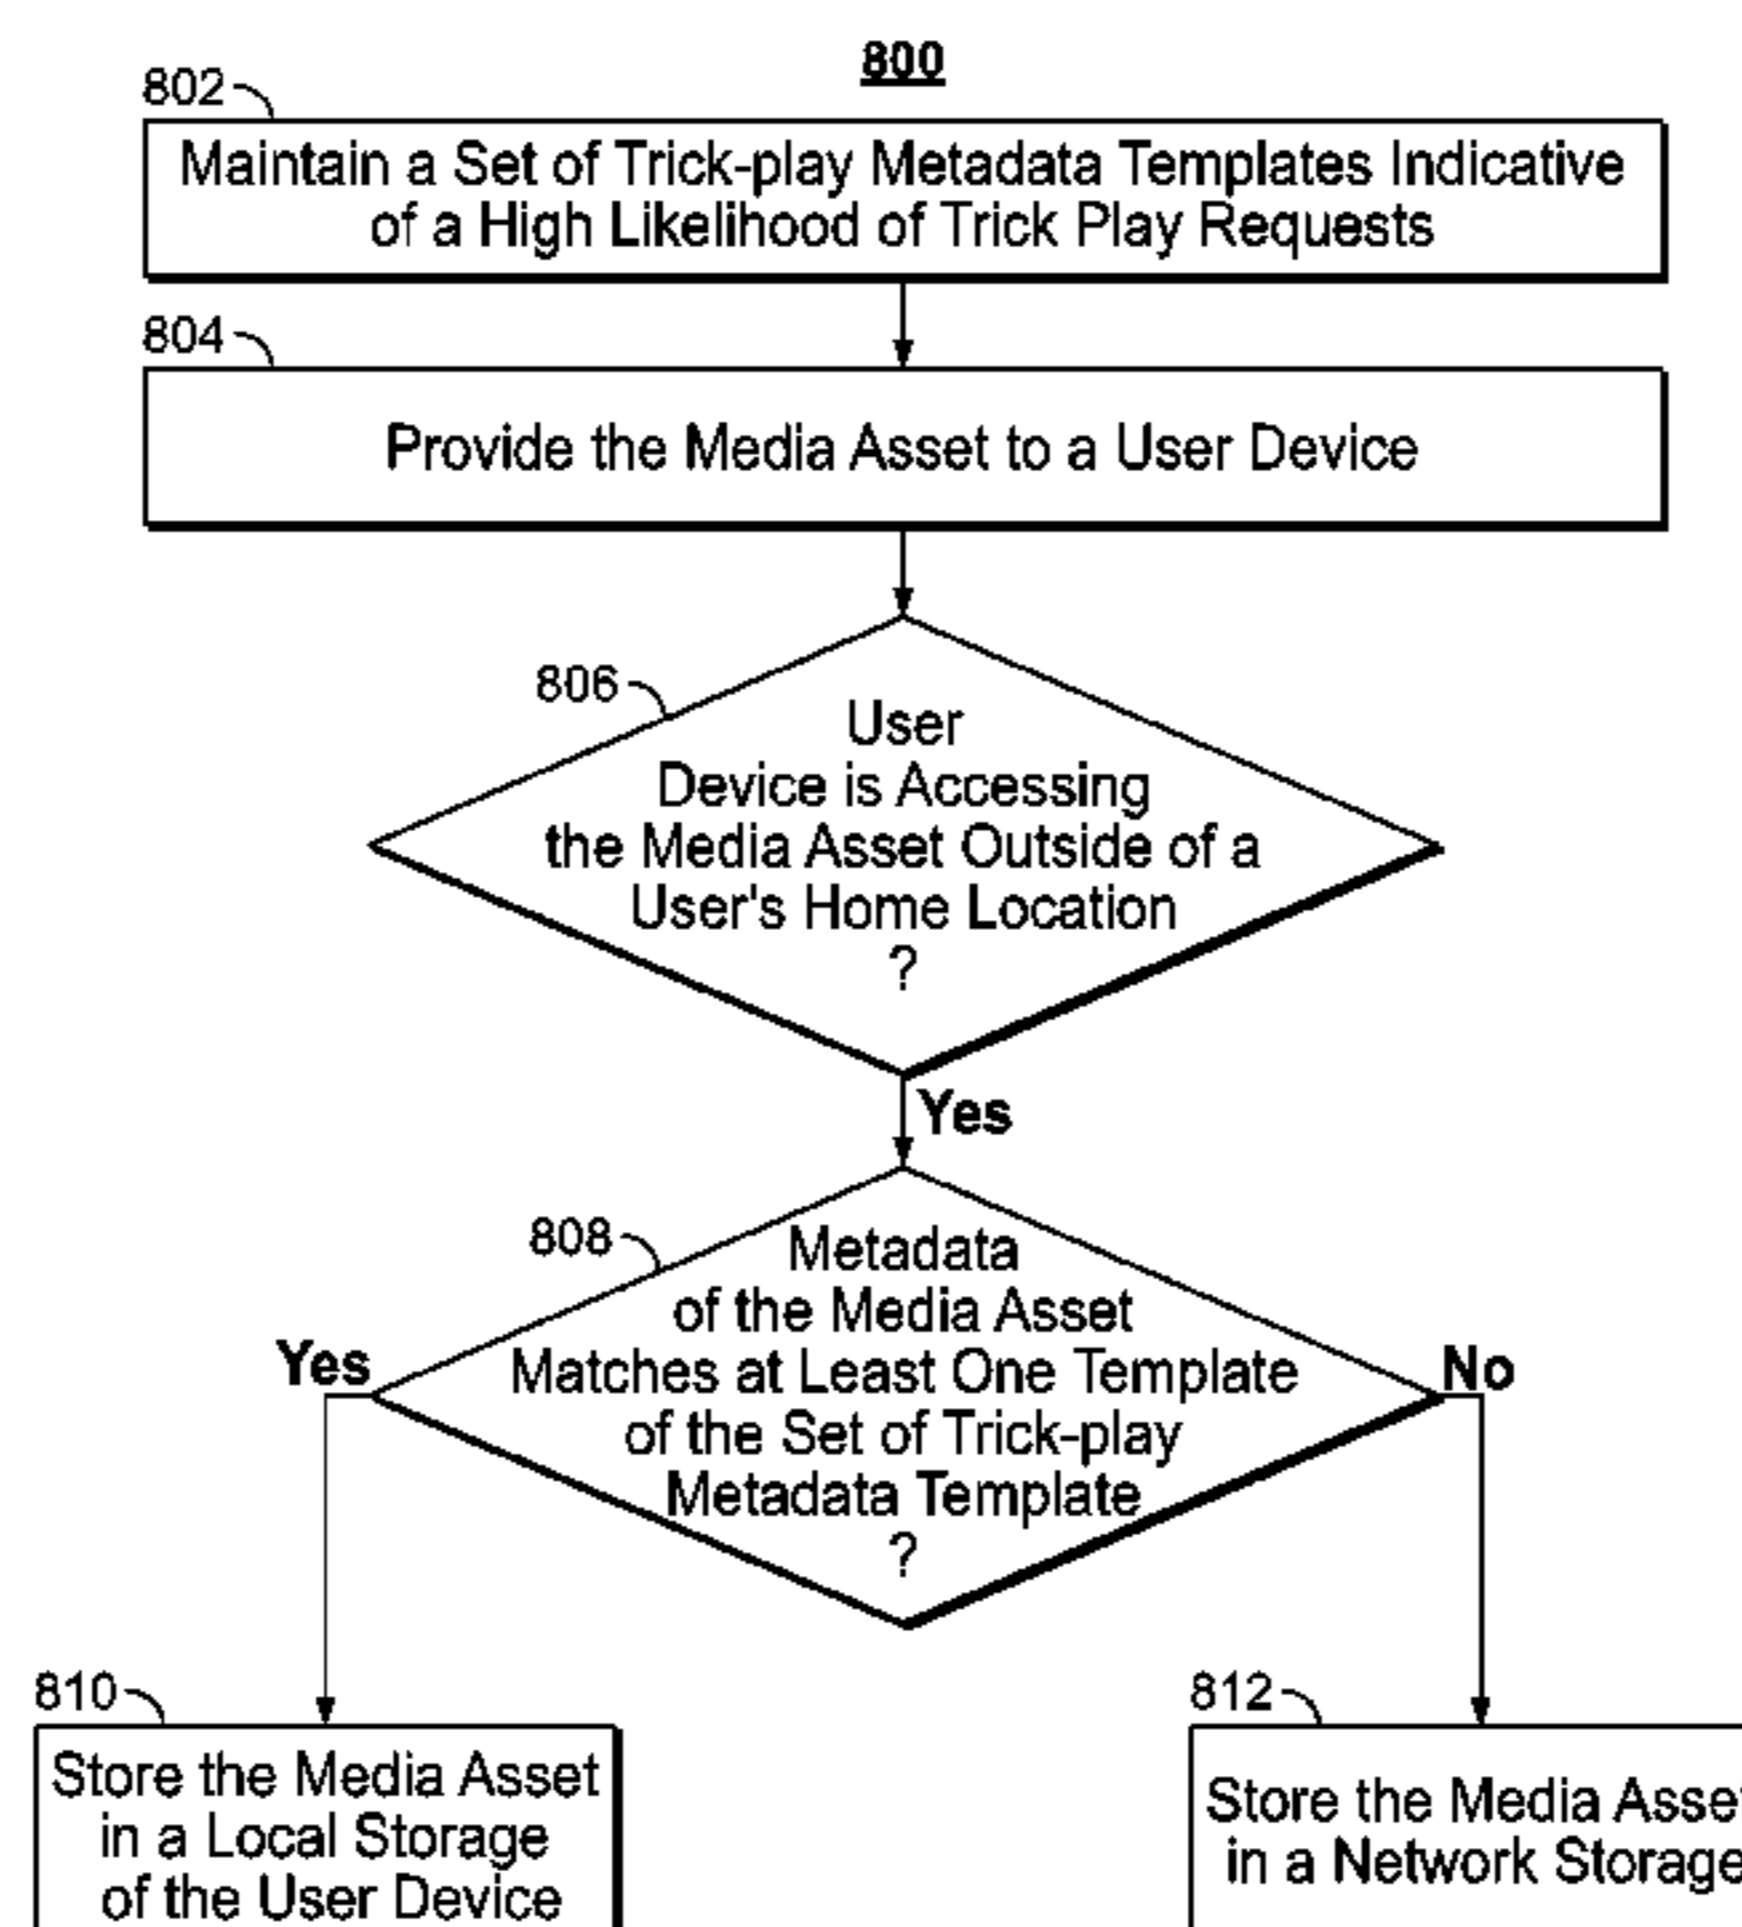 800
802
Maintain a Set of Trick-play Metadata Templates Indicative
of a High Likelihood of Trick Play Requests
804
Provide the Media Asset to a User Device
806
User
Device is Accessing
the Media Asset Outside of a
User's Home Location
?
Yes
808
Metadata
of the Media Asset
Matches at Least One Template
of the Set of Trick-play
Metadata Template
?
Yes
No
810
Store the Media Asset
in a Local Storage
of the User Device
812
Store the Media Asset
in a Network Storage